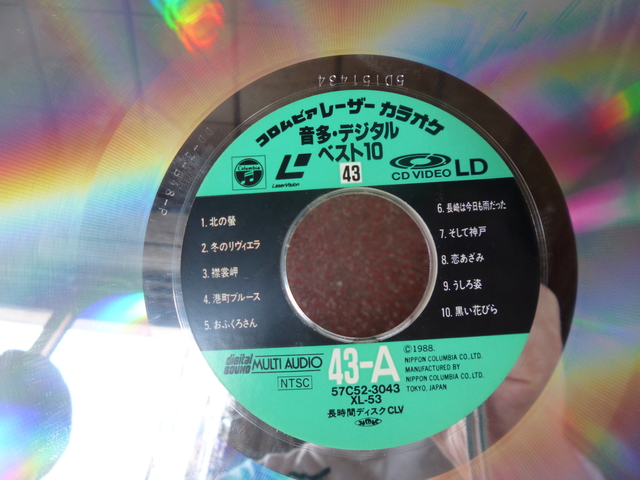 5D151434
コロムビア レーザー カラオケ
音多・デジタル
ベスト10
43
Columbia
LaserVision
CD VIDEO LD
1. 北の螢
2. 冬のリヴィエラ
3. 襟裳岬
4. 港町ブルース
5. おふくろさん
6. 長崎は今日も雨だった
7. そして神戸
8. 恋あざみ
9. うしろ姿
10. 黒い花びら
digital SOUND MULTI AUDIO
NTSC
43-A
57C52-3043
XL-53
長時間ディスクCLV
Ⓒ1988.
NIPPON COLUMBIA CO.,LTD.
MANUFACTURED BY
NIPPON COLUMBIA CO.,LTD.
TOKYO, JAPAN